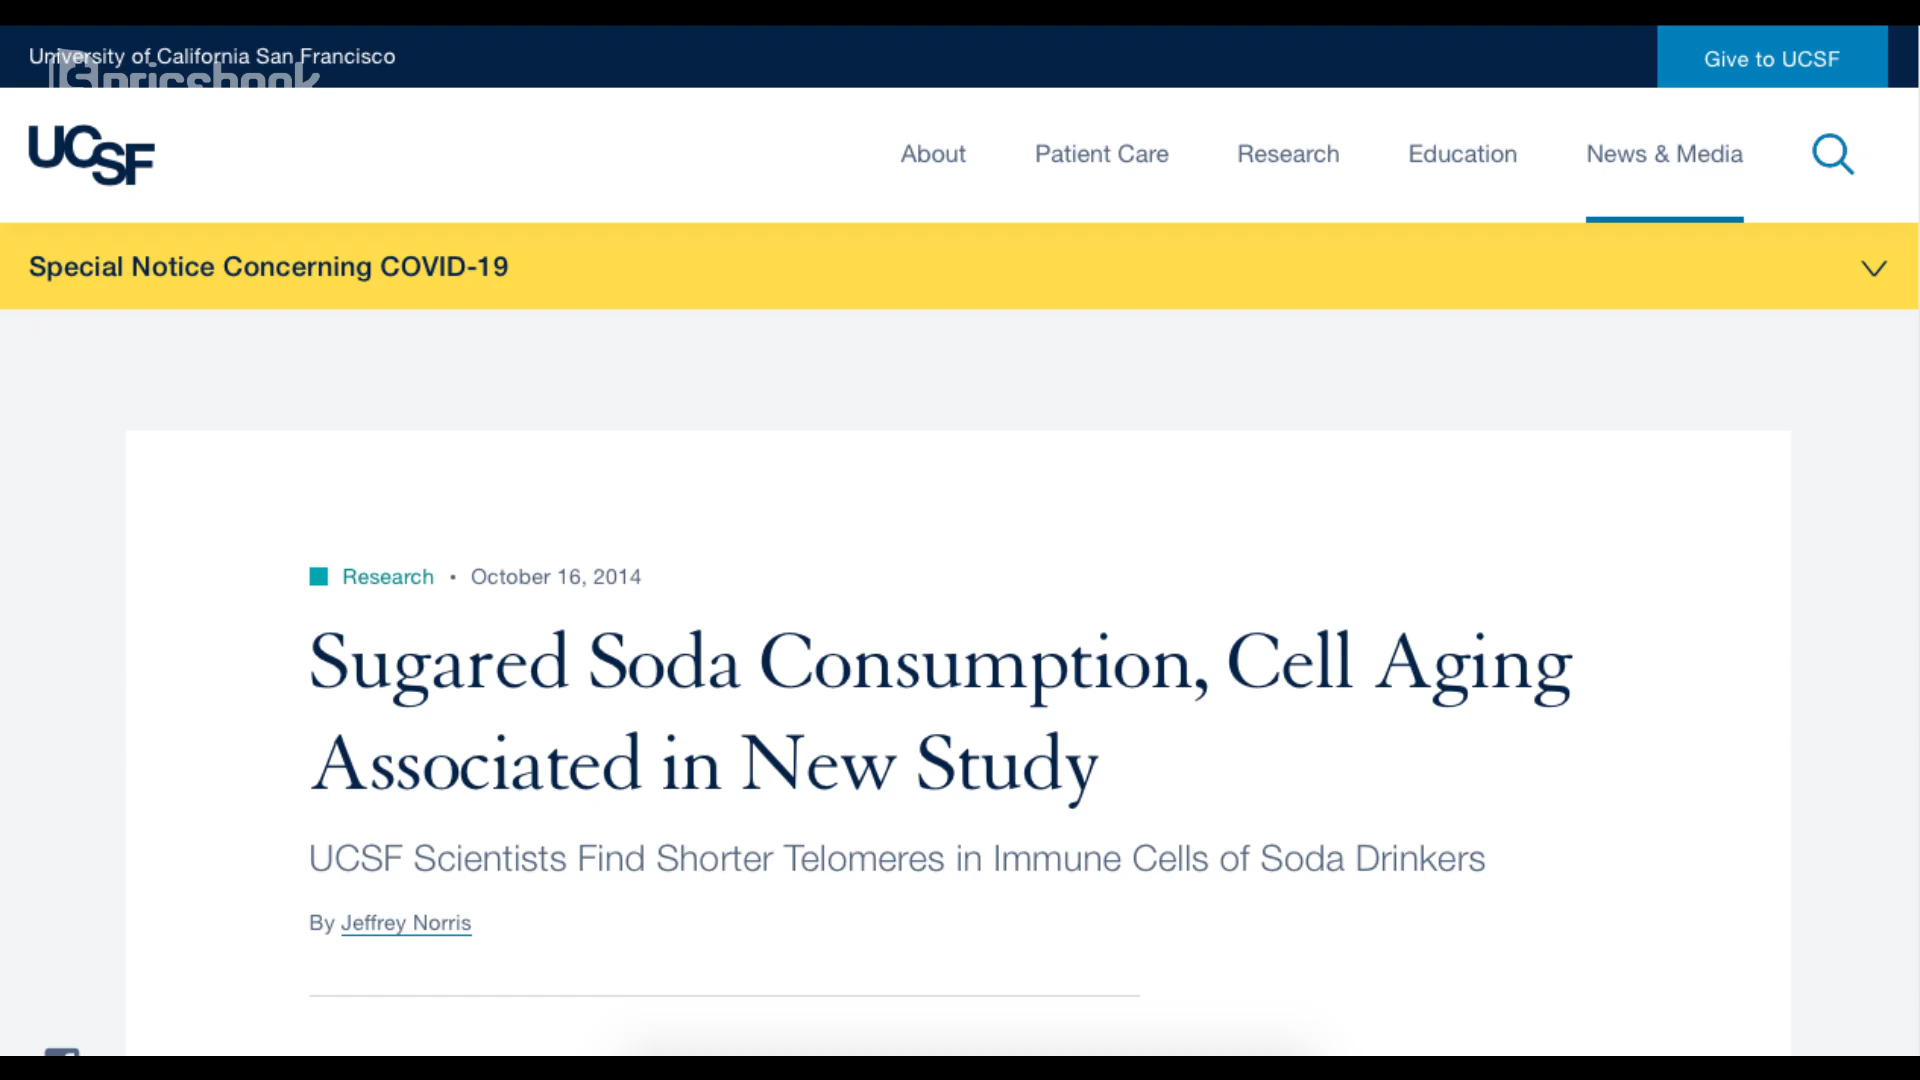 University of California San Francisco
Give to UCSF
UCSF
About Patient Care Research Education News & Media
Special Notice Concerning COVID-19
Research • October 16, 2014
Sugared Soda Consumption, Cell Aging
Associated in New Study
UCSF Scientists Find Shorter Telomeres in Immune Cells of Soda Drinkers
By Jeffrey Norris